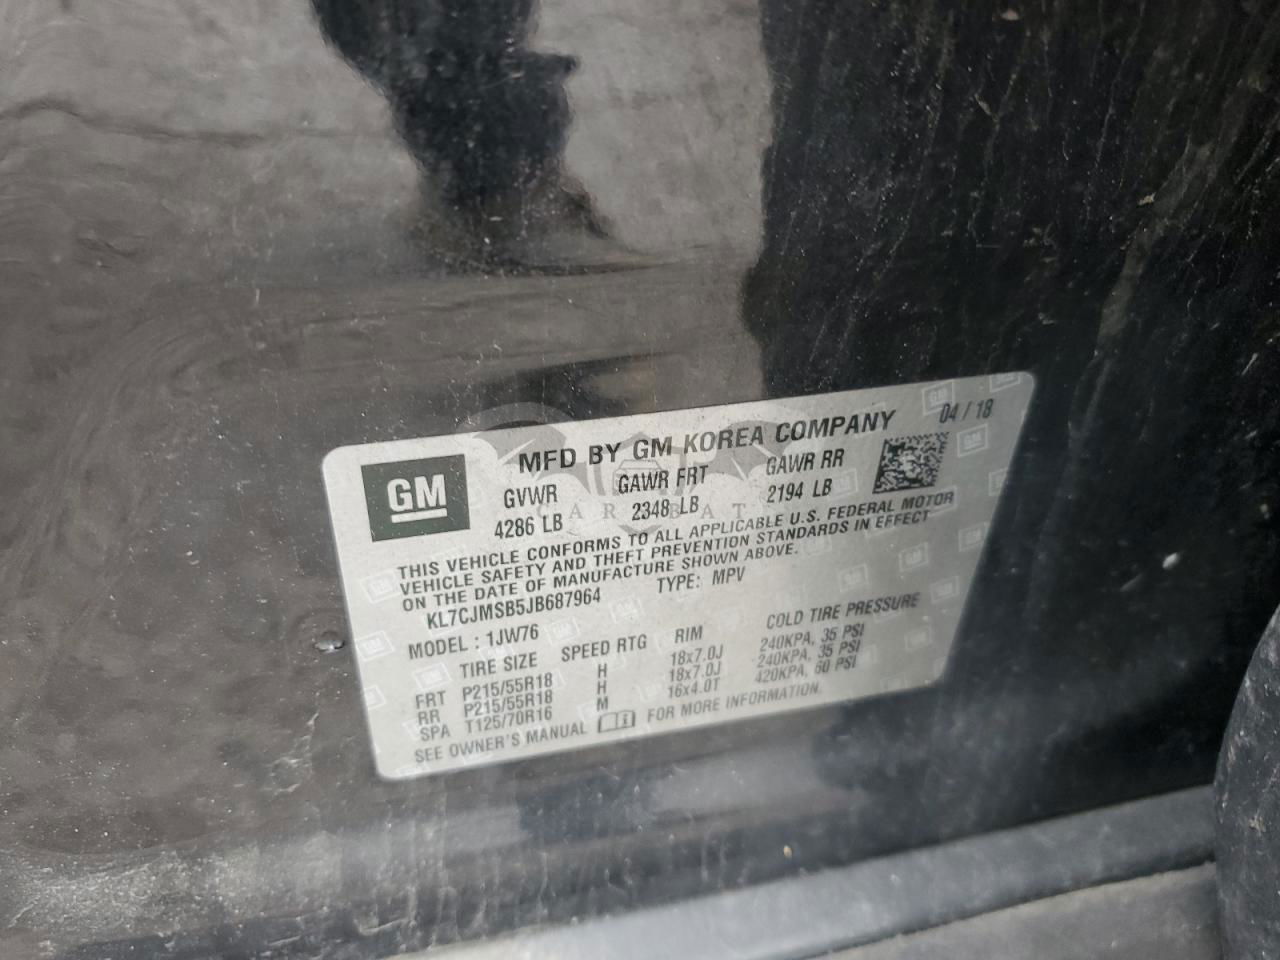 MFD BY GM KOREA COMPANY 04 / 18
GM
GVWR GAWR FRT GAWR RR
4286 LB 2348 LB 2194 LB
CAR BAT
THIS VEHICLE CONFORMS TO ALL APPLICABLE U.S. FEDERAL MOTOR
VEHICLE SAFETY AND THEFT PREVENTION STANDARDS IN EFFECT
ON THE DATE OF MANUFACTURE SHOWN ABOVE.
KL7CJMSB5JB687964 TYPE: MPV
MODEL : 1JW76
TIRE SIZE SPEED RTG RIM COLD TIRE PRESSURE
FRT P215/55R18 H 18x7.0J 240KPA, 35 PSI
RR P215/55R18 H 18x7.0J 240KPA, 35 PSI
SPA T125/70R16 M 16x4.0T 420KPA, 60 PSI
SEE OWNER'S MANUAL FOR MORE INFORMATION.